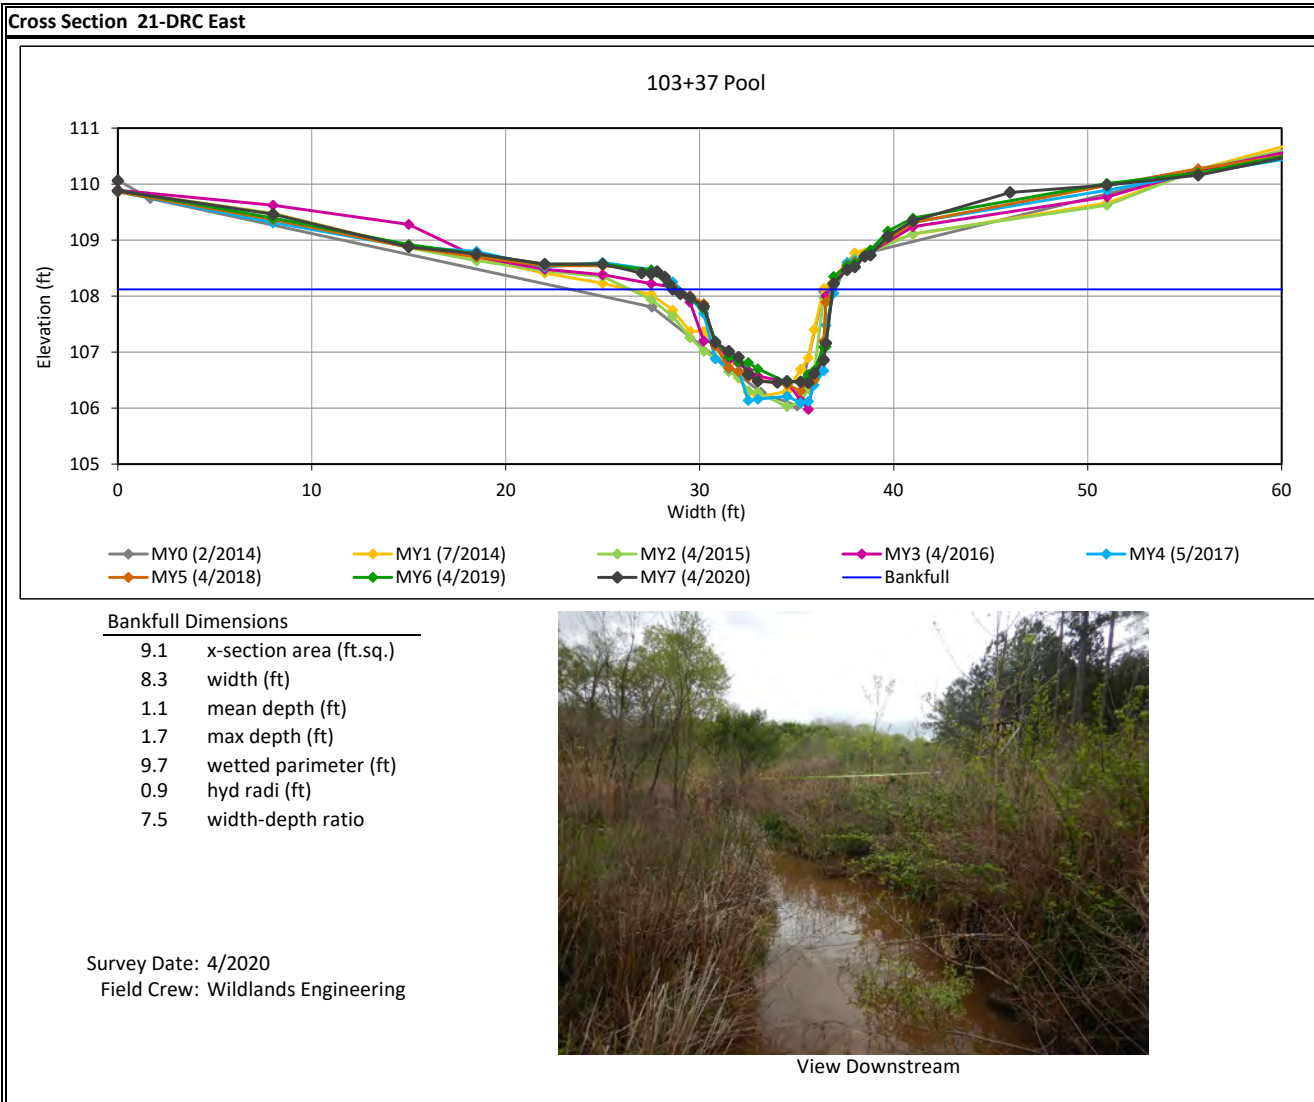 Cross Section 21-DRC East
103+37 Pool
111
110
109
108
107
106
105
Elevation (ft)
0 10 20 30 40 50 60
Width (ft)
MY0 (2/2014) MY1 (7/2014) MY2 (4/2015) MY3 (4/2016) MY4 (5/2017)
MY5 (4/2018) MY6 (4/2019) MY7 (4/2020) Bankfull
Bankfull Dimensions
9.1 x-section area (ft.sq.)
8.3 width (ft)
1.1 mean depth (ft)
1.7 max depth (ft)
9.7 wetted parimeter (ft)
0.9 hyd radi (ft)
7.5 width-depth ratio
Survey Date: 4/2020
Field Crew: Wildlands Engineering
View Downstream